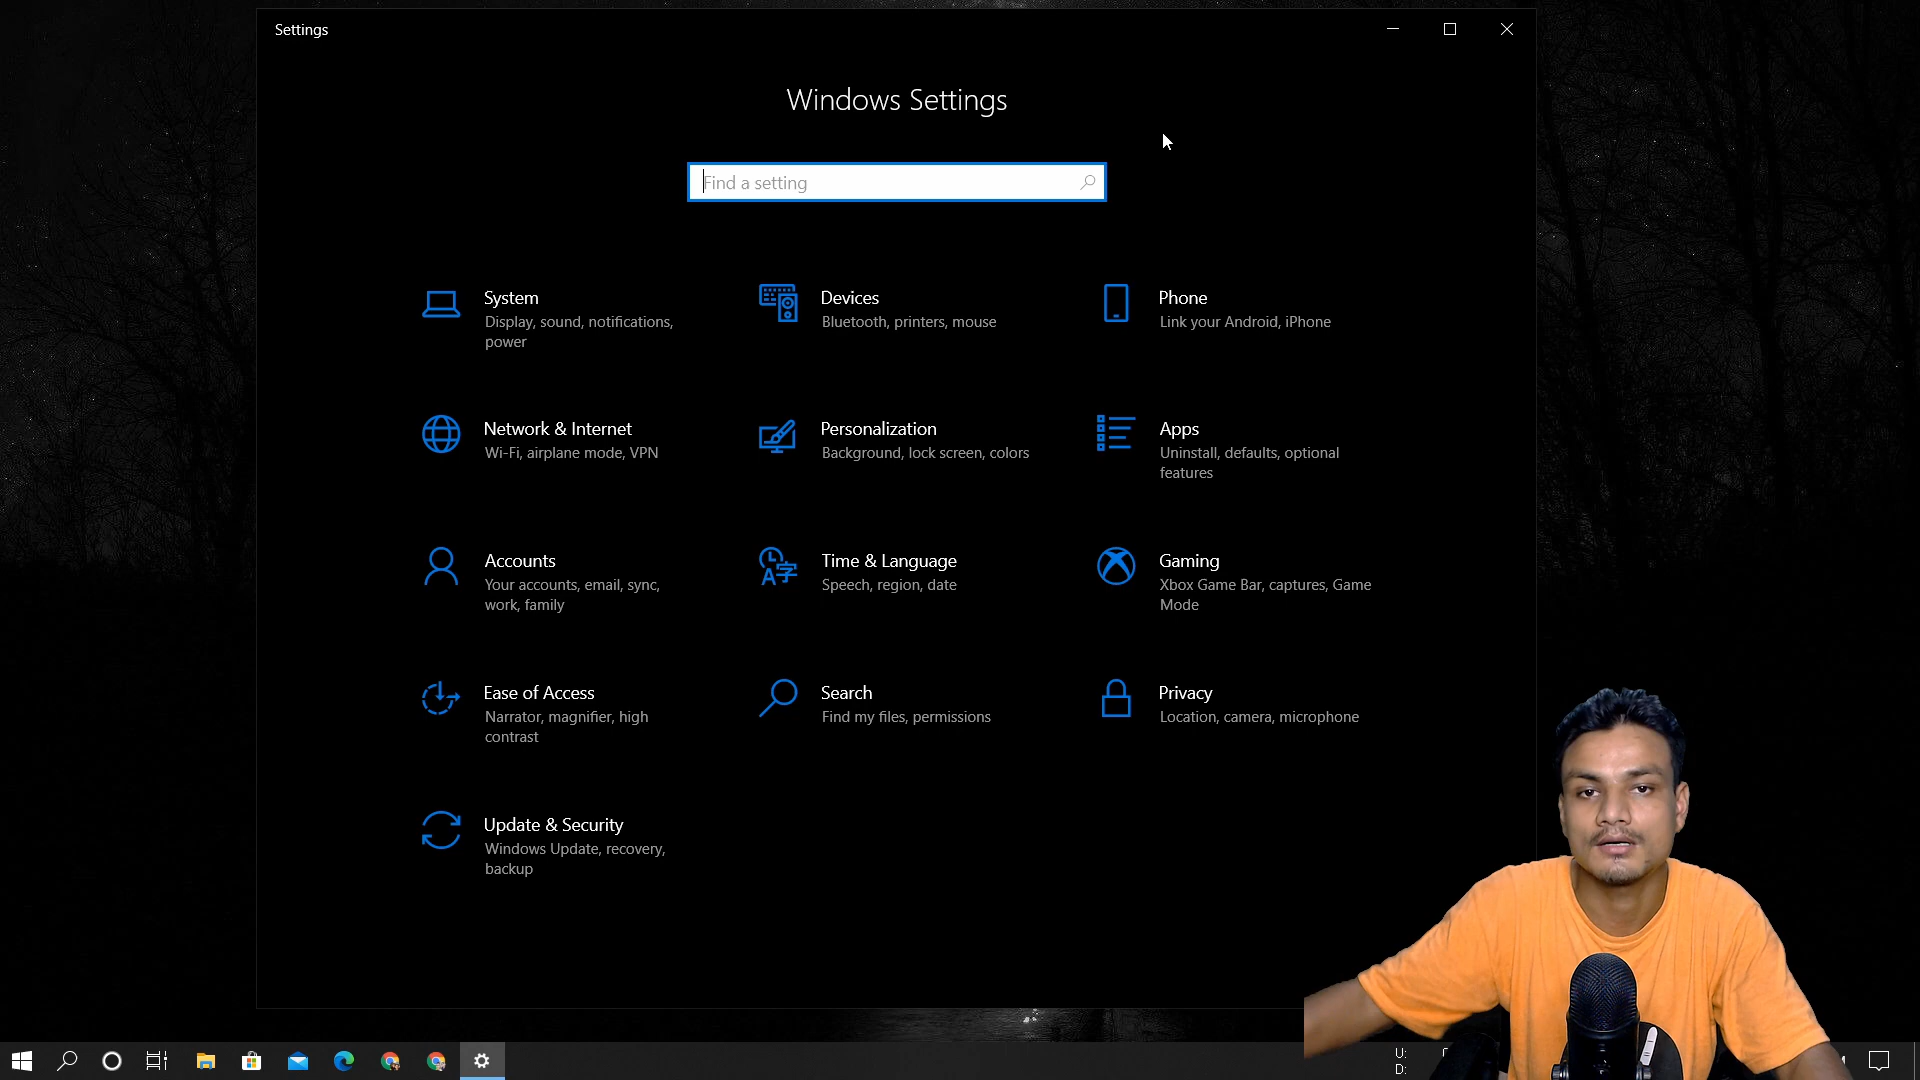 Settings
Windows Settings
Find a setting
System
Display, sound, notifications,
power
Devices
Bluetooth, printers, mouse
Phone
Link your Android, iPhone
Network & Internet
Wi-Fi, airplane mode, VPN
Personalization
Background, lock screen, colors
Apps
Uninstall, defaults, optional
features
Accounts
Your accounts, email, sync,
work, family
Time & Language
Speech, region, date
Gaming
Xbox Game Bar, captures, Game
Mode
Ease of Access
Narrator, magnifier, high
contrast
Search
Find my files, permissions
Privacy
Location, camera, microphone
Update & Security
Windows Update, recovery,
backup
U:
D: